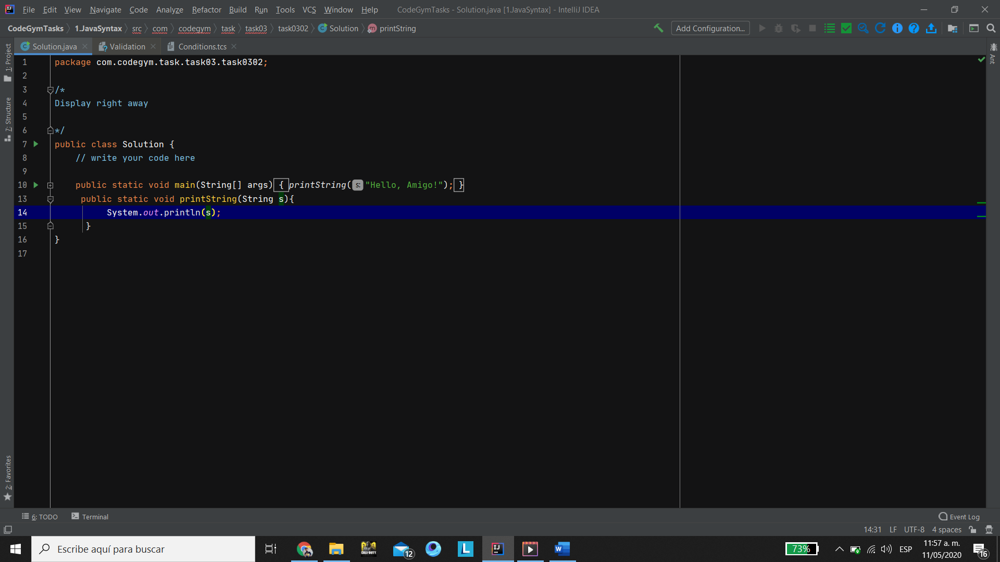 File Edit View Navigate Code Analyze Refactor Build Run Tools VCS Window Help CodeGymTasks - Solution.java [1.JavaSyntax] - IntelliJ IDEA
CodeGymTasks 1.JavaSyntax src com codegym task task03 task0302 Solution printString Add Configuration...
Solution.java Validation Conditions.tcs
1: Project
7: Structure
2: Favorites
Ant
1 package com.codegym.task.task03.task0302;
2
3 /*
4 Display right away
5
6 */
7 public class Solution {
8 // write your code here
9
10 public static void main(String[] args) { printString( s: "Hello, Amigo!"); }
13 public static void printString(String s){
14 System.out.println(s);
15 }
16 }
17
6: TODO Terminal Event Log
14:31 LF UTF-8 4 spaces
Escribe aquí para buscar
CALL OF DUTY
12
L
IJ
W
73%
ESP
11:57 a. m.
11/05/2020
16